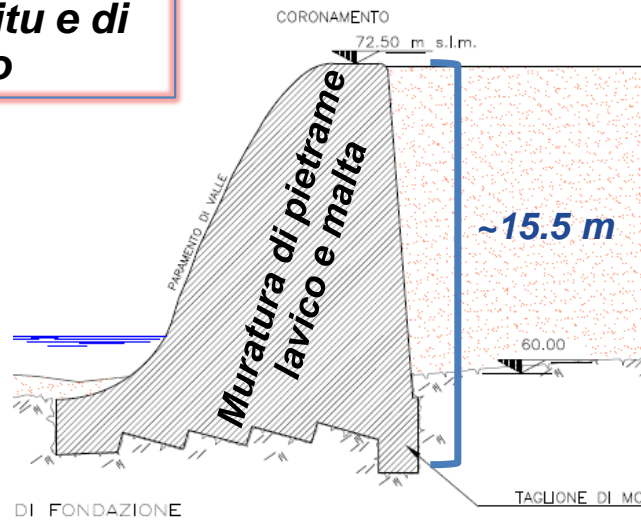 itu e di
o
CORONAMENTO
72.50 m s.l.m.
PARAMENTO DI VALLE
Muratura di pietrame
lavico e malta
~15.5 m
60.00
TAGLIONE DI MO
DI FONDAZIONE